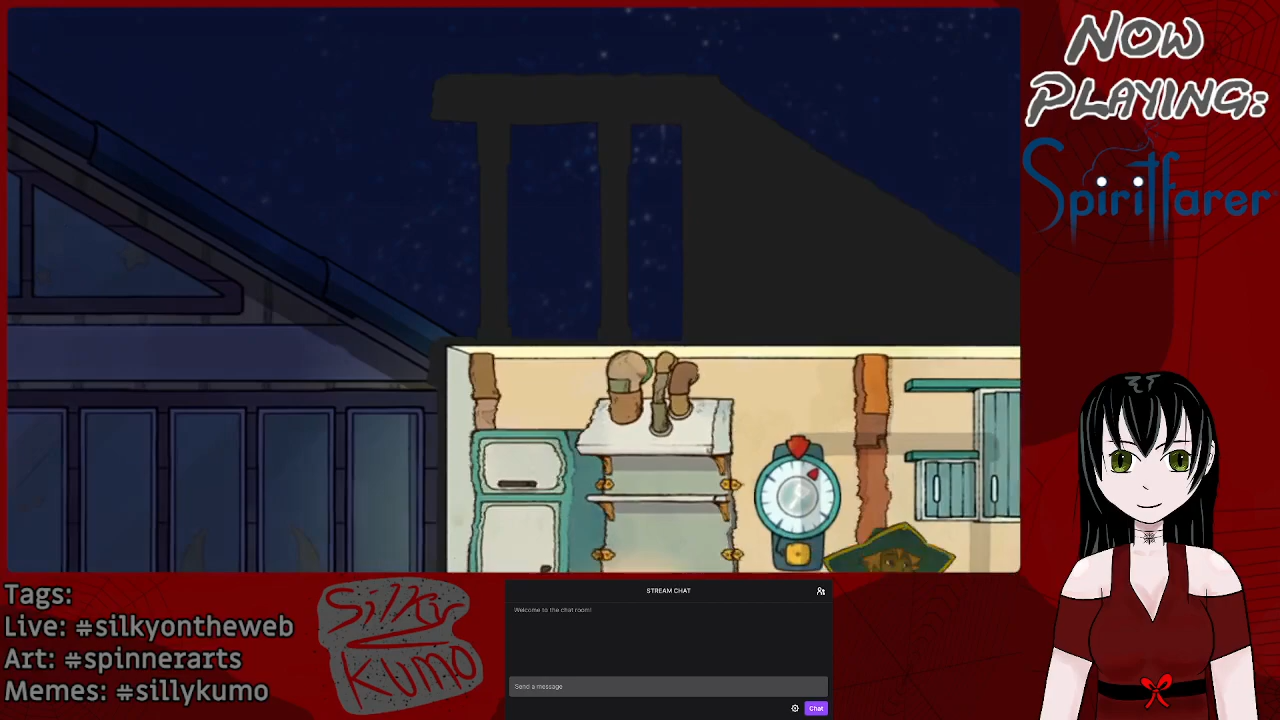 Now
Playing:
Spiritfarer
Tags:
Live: #silkyontheweb
Art: #spinnerarts
Memes: #sillykumo
Silky
Kumo
STREAM CHAT
Welcome to the chat room!
Send a message
Chat